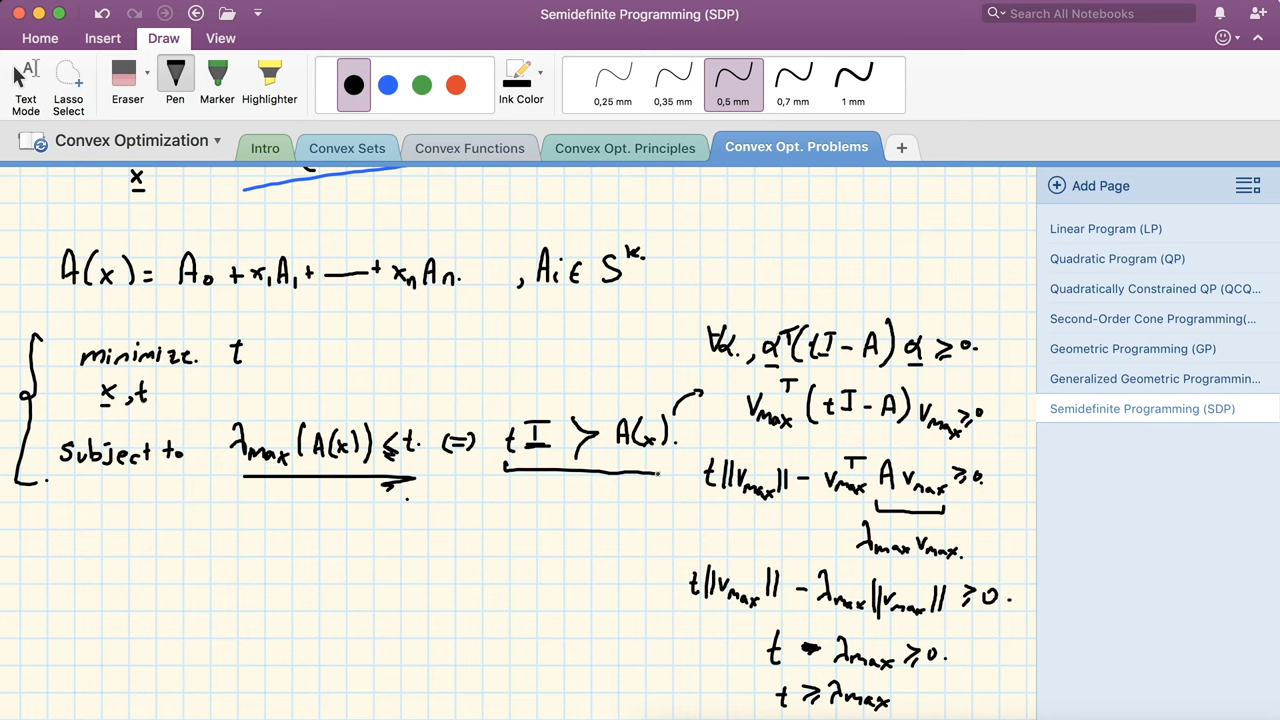 Semidefinite Programming (SDP)
Search All Notebooks
Home Insert Draw View
Text Mode
Lasso Select
Eraser
Pen
Marker
Highlighter
Ink Color
0,25 mm 0,35 mm 0,5 mm 0,7 mm 1 mm
Convex Optimization
Intro Convex Sets Convex Functions Convex Opt. Principles Convex Opt. Problems
Add Page
Linear Program (LP)
Quadratic Program (QP)
Quadratically Constrained QP (QCQ...
Second-Order Cone Programming(...
Geometric Programming (GP)
Generalized Geometric Programmin...
Semidefinite Programming (SDP)
x
A(x) = A₀ + x₁A₁ + — + xₙAₙ. , Aᵢ ∈ Sᵏ.
minimize. t
x, t
subject to λmax(A(x)) ≤ t. (=) t I ≻ A(x).
∀α., αᵀ(tI - A) α ≥ 0.
vmaxᵀ (tI - A) vmax ≥ 0
t||vmax|| - vmaxᵀ A vmax ≥ 0.
λmax vmax.
t||vmax|| - λmax ||vmax|| ≥ 0.
t - λmax ≥ 0.
t ≥ λmax